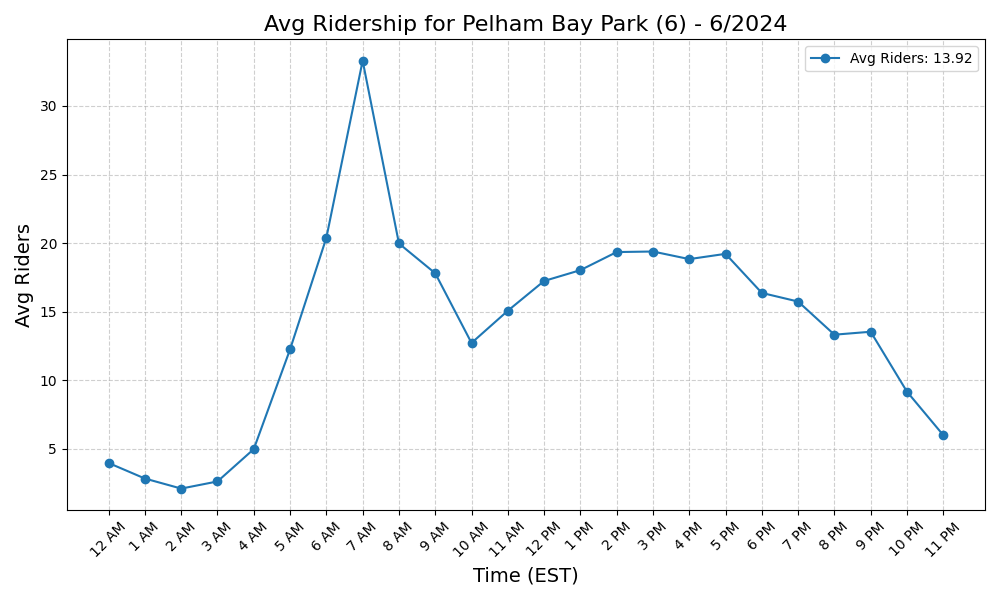 Avg Ridership for Pelham Bay Park (6) - 6/2024
Avg Riders: 13.92
Avg Riders
30
25
20
15
10
5
12 AM
1 AM
2 AM
3 AM
4 AM
5 AM
6 AM
7 AM
8 AM
9 AM
10 AM
11 AM
12 PM
1 PM
2 PM
3 PM
4 PM
5 PM
6 PM
7 PM
8 PM
9 PM
10 PM
11 PM
Time (EST)